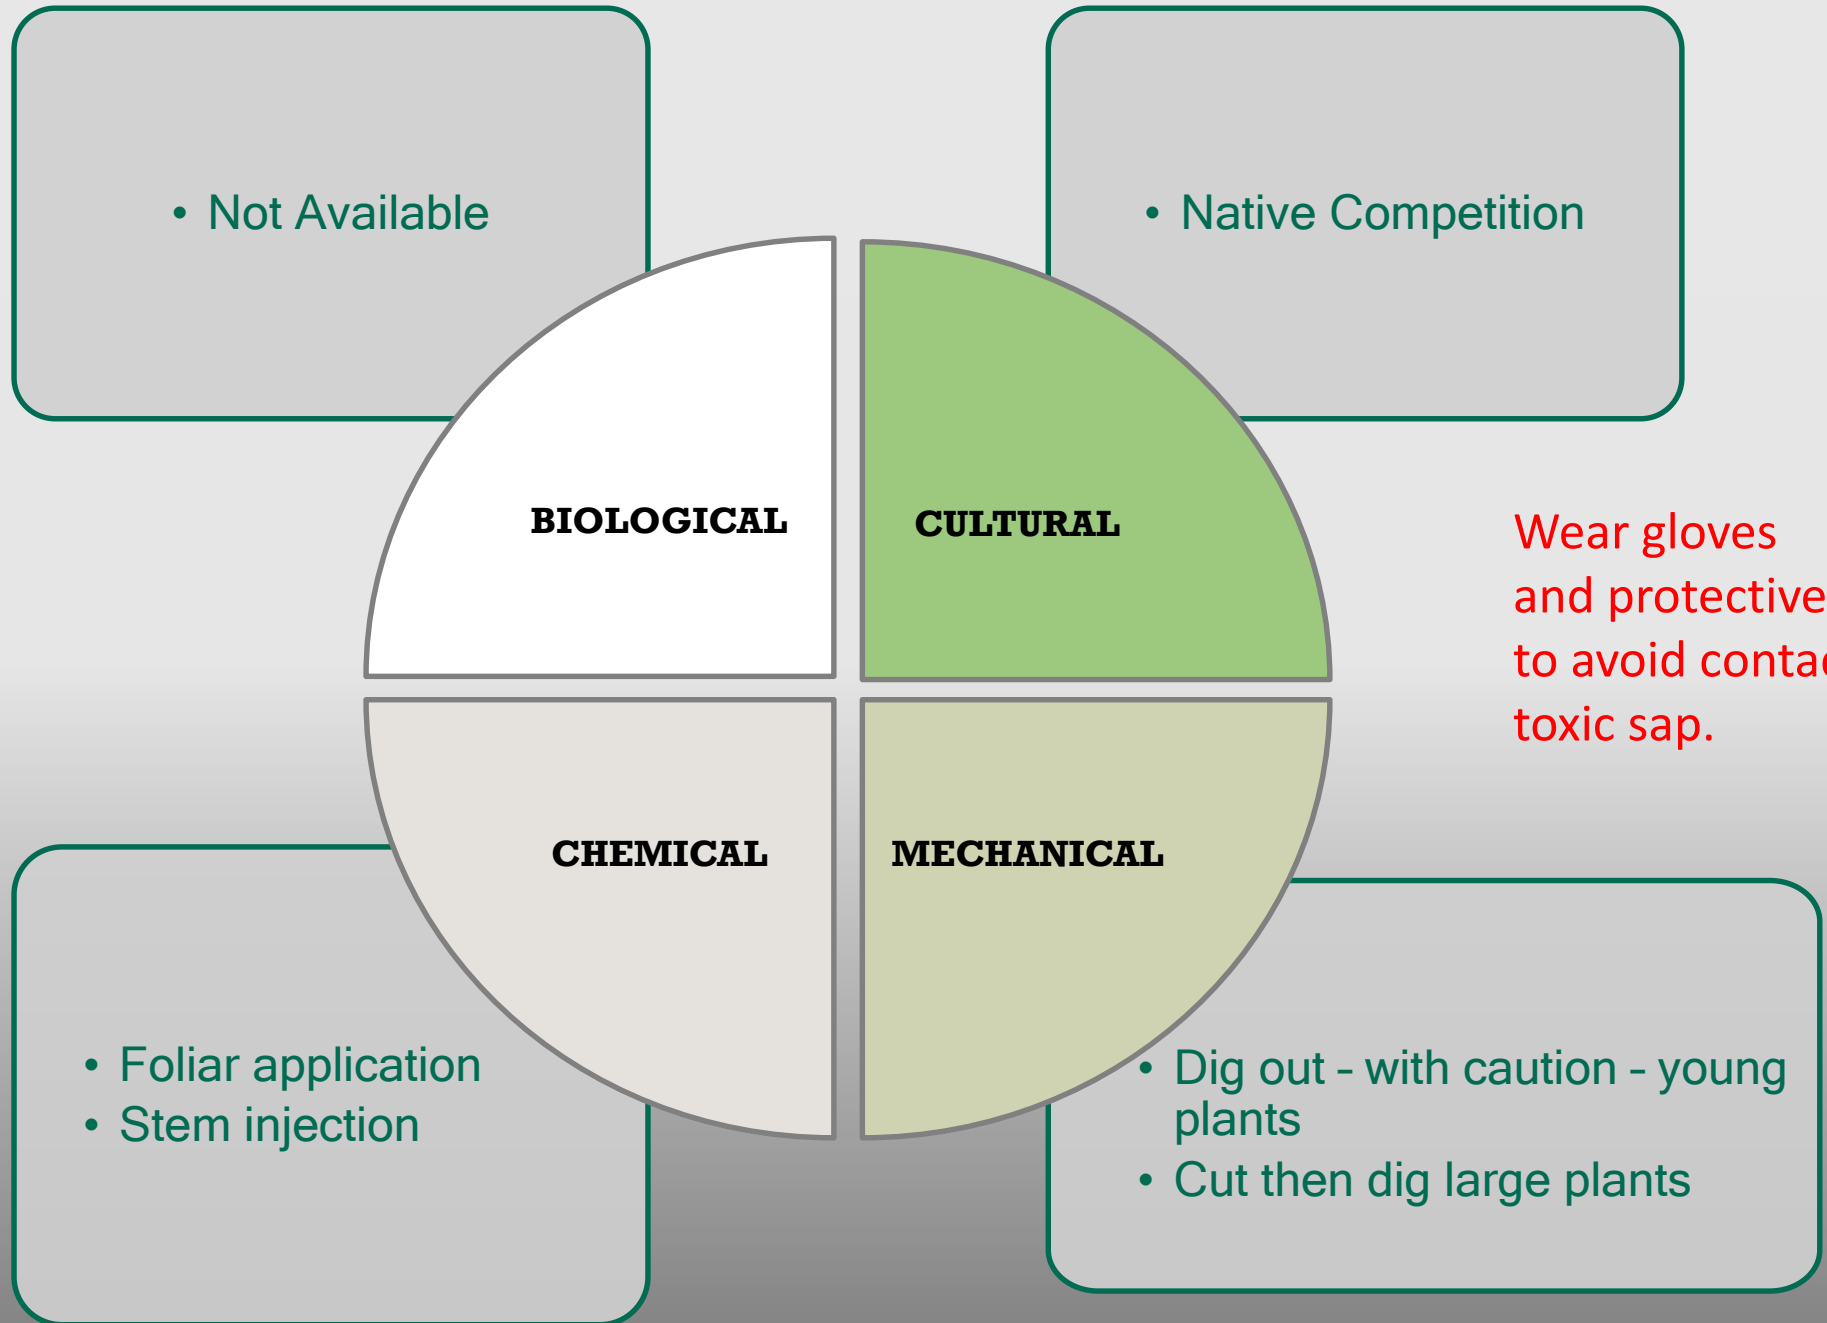 • Not Available
• Native Competition
BIOLOGICAL
CULTURAL
Wear gloves
and protective
to avoid
toxic sap.
CHEMICAL
MECHANICAL
• Foliar application
• Stem injection
• Dig out - with caution - young
plants
• Cut then dig large plants